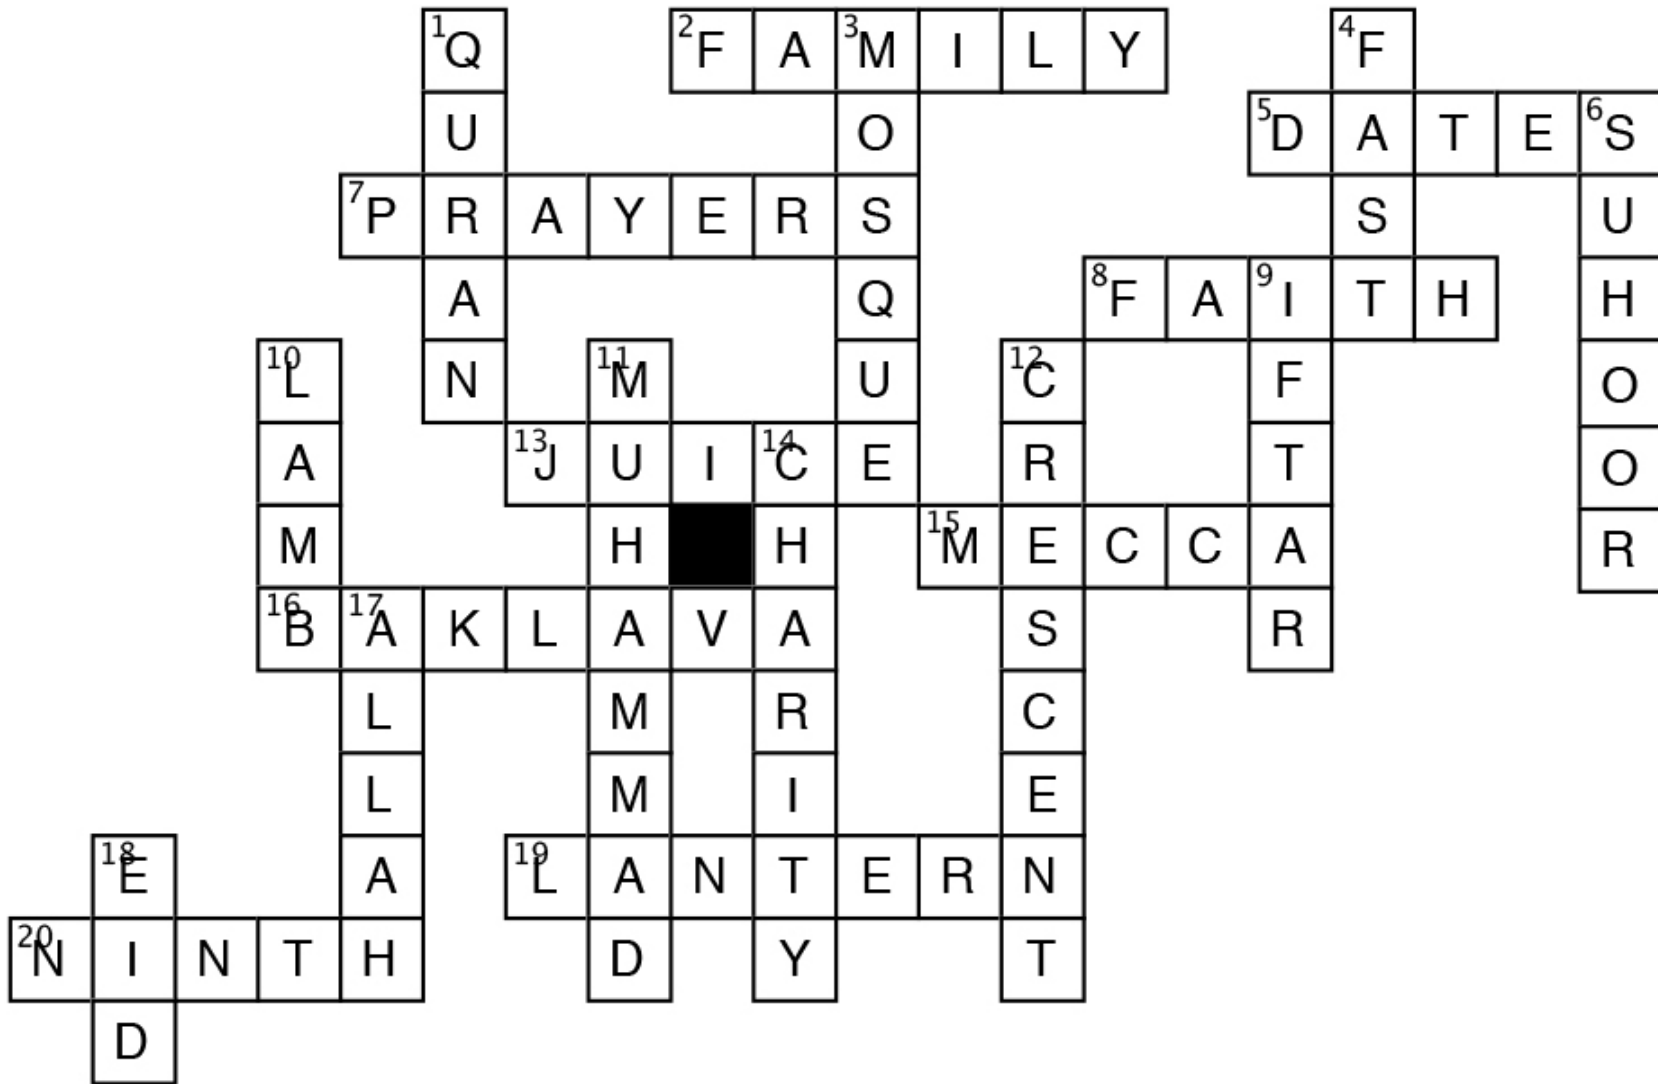 1Q 2F A 3M I L Y 4F
U O 5D A T E 6S
7P R A Y E R S S U
A Q 8F A 9I T H H
10L N 11M U 12C F O
A 13J U I 14C E R T O
M H H 15M E C C A R
16B 17A K L A V A S R
L M R C
L M I E
18E A 19L A N T E R N
20N I N T H D Y T
D